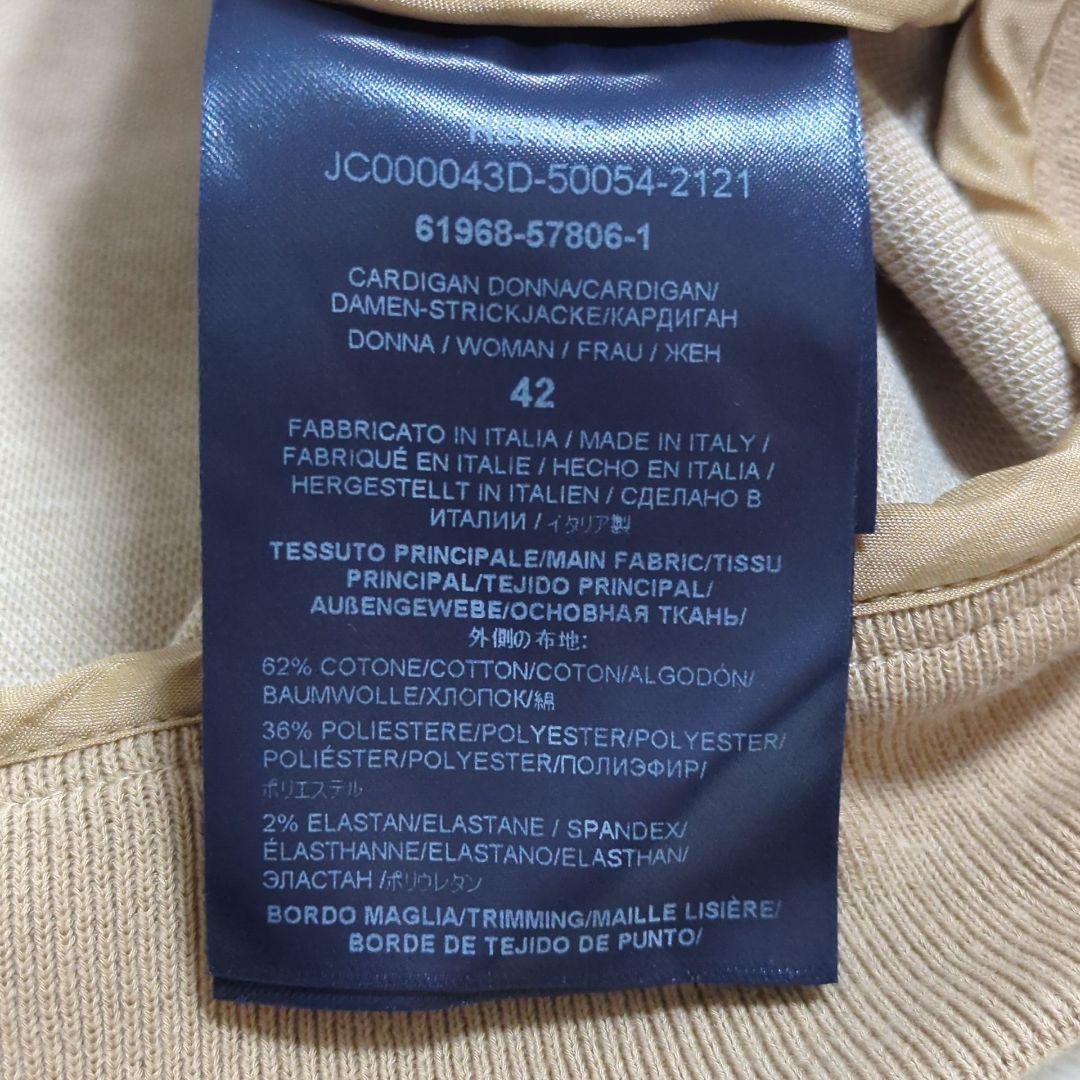 HERNO
JC000043D-50054-2121
61968-57806-1
CARDIGAN DONNA/CARDIGAN/
DAMEN-STRICKJACKE/КАРДИГАН
DONNA / WOMAN / FRAU / ЖЕН
42
FABBRICATO IN ITALIA / MADE IN ITALY /
FABRIQUÉ EN ITALIE / HECHO EN ITALIA /
HERGESTELLT IN ITALIEN / СДЕЛАНО В
ИТАЛИИ / イタリア製
TESSUTO PRINCIPALE/MAIN FABRIC/TISSU
PRINCIPAL/TEJIDO PRINCIPAL/
AUßENGEWEBE/ОСНОВНАЯ ТКАНЬ/
外側の布地:
62% COTONE/COTTON/COTON/ALGODÓN/
BAUMWOLLE/ХЛОПОК/綿
36% POLIESTERE/POLYESTER/POLYESTER/
POLIÉSTER/POLYESTER/ПОЛИЭФИР/
ポリエステル
2% ELASTAN/ELASTANE / SPANDEX/
ÉLASTHANNE/ELASTANO/ELASTHAN/
ЭЛАСТАН /ポリウレタン
BORDO MAGLIA/TRIMMING/MAILLE LISIÈRE/
BORDE DE TEJIDO DE PUNTO/